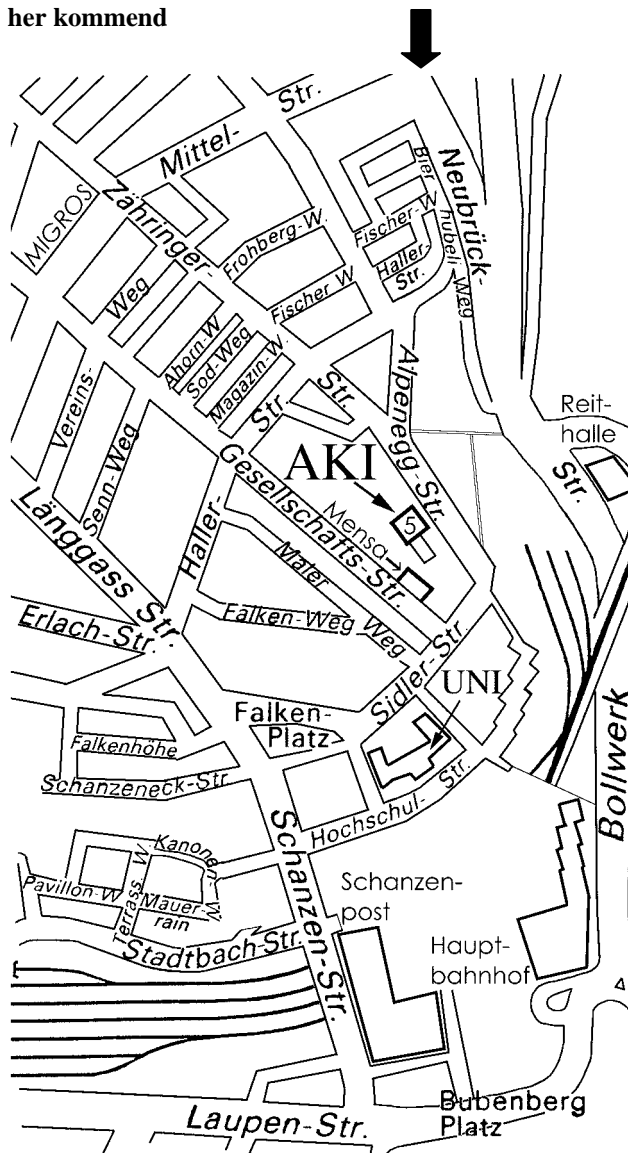 her kommend
Str.
Mittel-
Neubrück-
Str.
Bier
hubeli
Weg
MIGROS
Zähringer
Str.
Frohberg-W.
Fischer-W
Haller-
Str.
Fischer W
Weg
Ahorn-W
Sod-Weg
Magazin-W.
Alpenegg-Str.
Reit-
halle
Vereins-
Senn-Weg
Str.
Haller-
AKI
5
Gesellschafts-Str.
Mensa→
Länggass Str.
Maler
Weg
Falken-Weg
Erlach-Str.
Sidler-Str.
UNI
Falken-
Platz
Falkenhöhe
Schanzeneck-Str.
Hochschul-
Str.
Bollwerk
Kanonen-
W.
Schanzen-Str.
Pavillon-W
Terrass. W.
Mauer-
rain
Schanzen-
post
Stadtbach-Str.
Haupt-
bahnhof
Bubenberg
Platz
Laupen-Str.